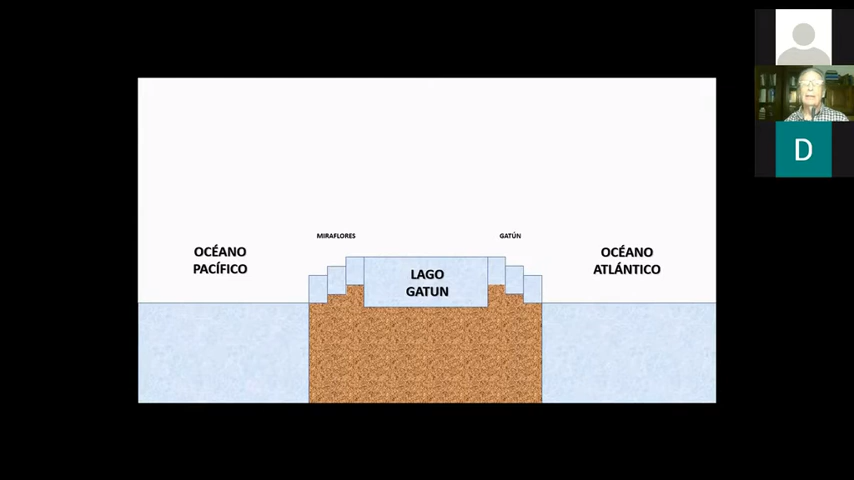 MIRAFLORES
GATÚN
OCÉANO
PACÍFICO
LAGO
GATUN
OCÉANO
ATLÁNTICO
D